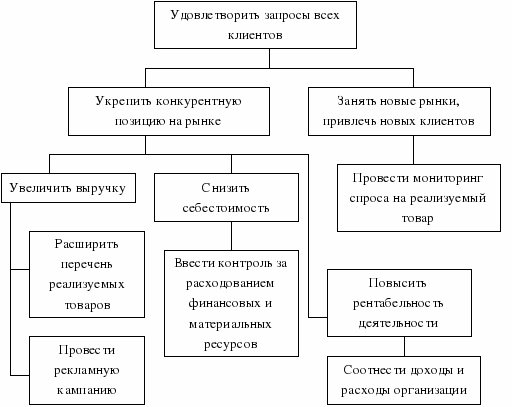 Удовлетворить запросы всех
клиентов
Укрепить конкурентную
позицию на рынке
Занять новые рынки,
привлечь новых клиентов
Увеличить выручку
Снизить
себестоимость
Провести мониторинг
спроса на реализуемый
товар
Расширить
перечень
реализуемых
товаров
Ввести контроль за
расходованием
финансовых и
материальных
ресурсов
Повысить
рентабельность
деятельности
Провести
рекламную
кампанию
Соотнести доходы и
расходы организации